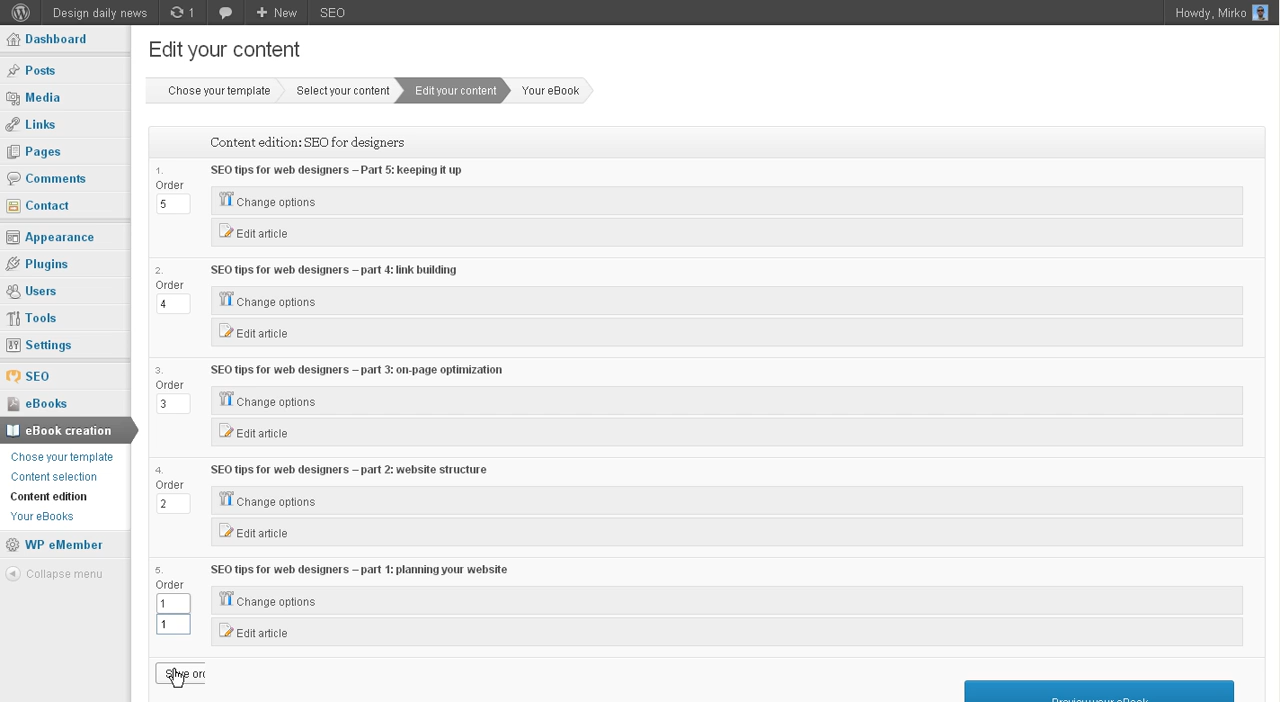 Design daily news 1 New SEO Howdy, Mirko
Dashboard
Posts
Media
Links
Pages
Comments
Contact
Appearance
Plugins
Users
Tools
Settings
SEO
eBooks
eBook creation
Chose your template
Content selection
Content edition
Your eBooks
WP eMember
Collapse menu
Edit your content
Chose your template Select your content Edit your content Your eBook
Content edition: SEO for designers
1. SEO tips for web designers – Part 5: keeping it up
Order
5
Change options
Edit article
2. SEO tips for web designers – part 4: link building
Order
4
Change options
Edit article
3. SEO tips for web designers – part 3: on-page optimization
Order
3
Change options
Edit article
4. SEO tips for web designers – part 2: website structure
Order
2
Change options
Edit article
5. SEO tips for web designers – part 1: planning your website
Order
1
1
Change options
Edit article
Preview your eBook